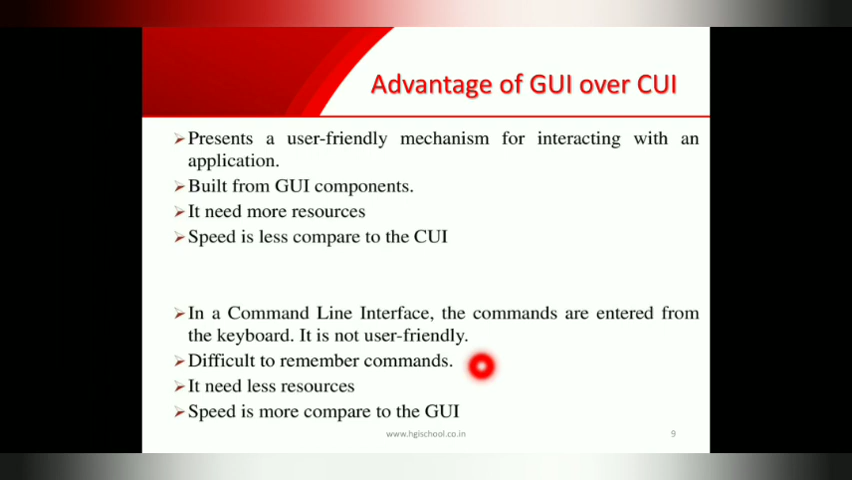 Advantage of GUI over CUI
Presents a user-friendly mechanism for interacting with an
application.
Built from GUI components.
It need more resources
Speed is less compare to the CUI
In a Command Line Interface, the commands are entered from
the keyboard. It is not user-friendly.
Difficult to remember commands.
It need less resources
Speed is more compare to the GUI
www.hgischool.co.in
9